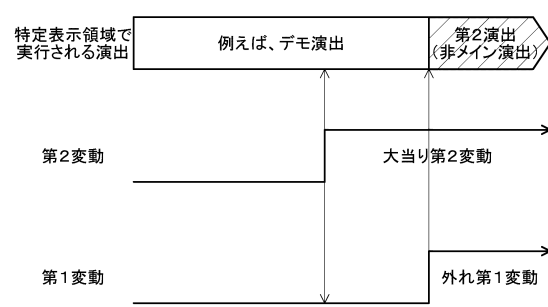 特定表示領域で
実行される演出
例えば、デモ演出
第2演出
(非メイン演出)
第2変動
大当り第2変動
第1変動
外れ第1変動